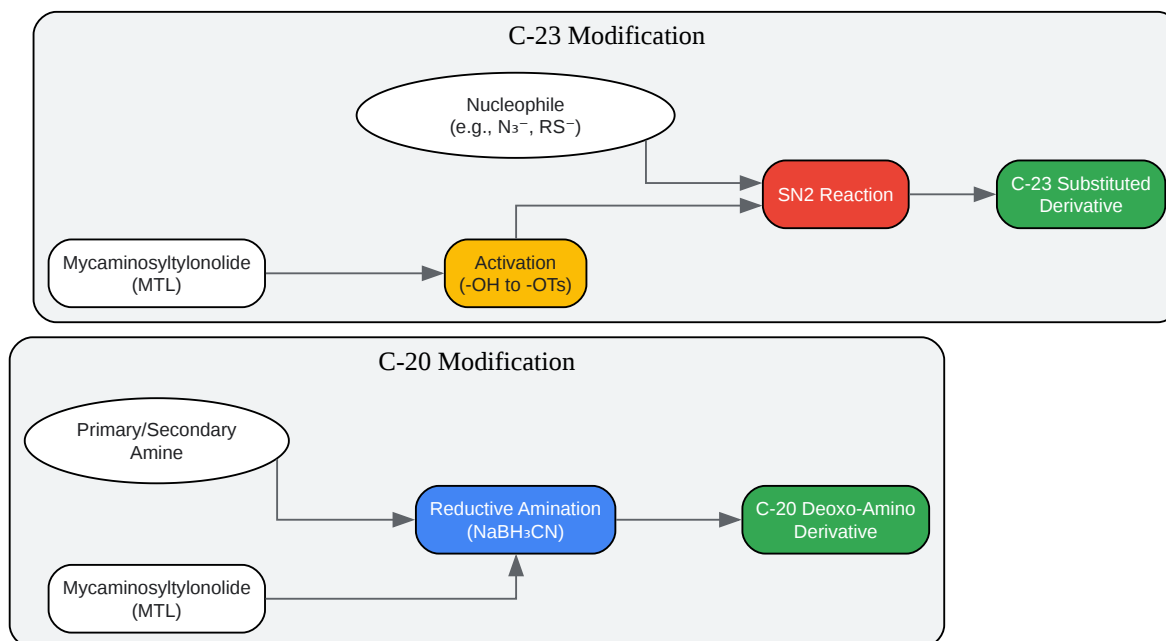 C-23 Modification
Nucleophile
(e.g., N₃⁻, RS⁻)
SN2 Reaction
C-23 Substituted
Derivative
Mycaminosyltylonolide
(MTL)
Activation
(-OH to -OTs)
C-20 Modification
Primary/Secondary
Amine
Reductive Amination
(NaBH₃CN)
C-20 Deoxo-Amino
Derivative
Mycaminosyltylonolide
(MTL)